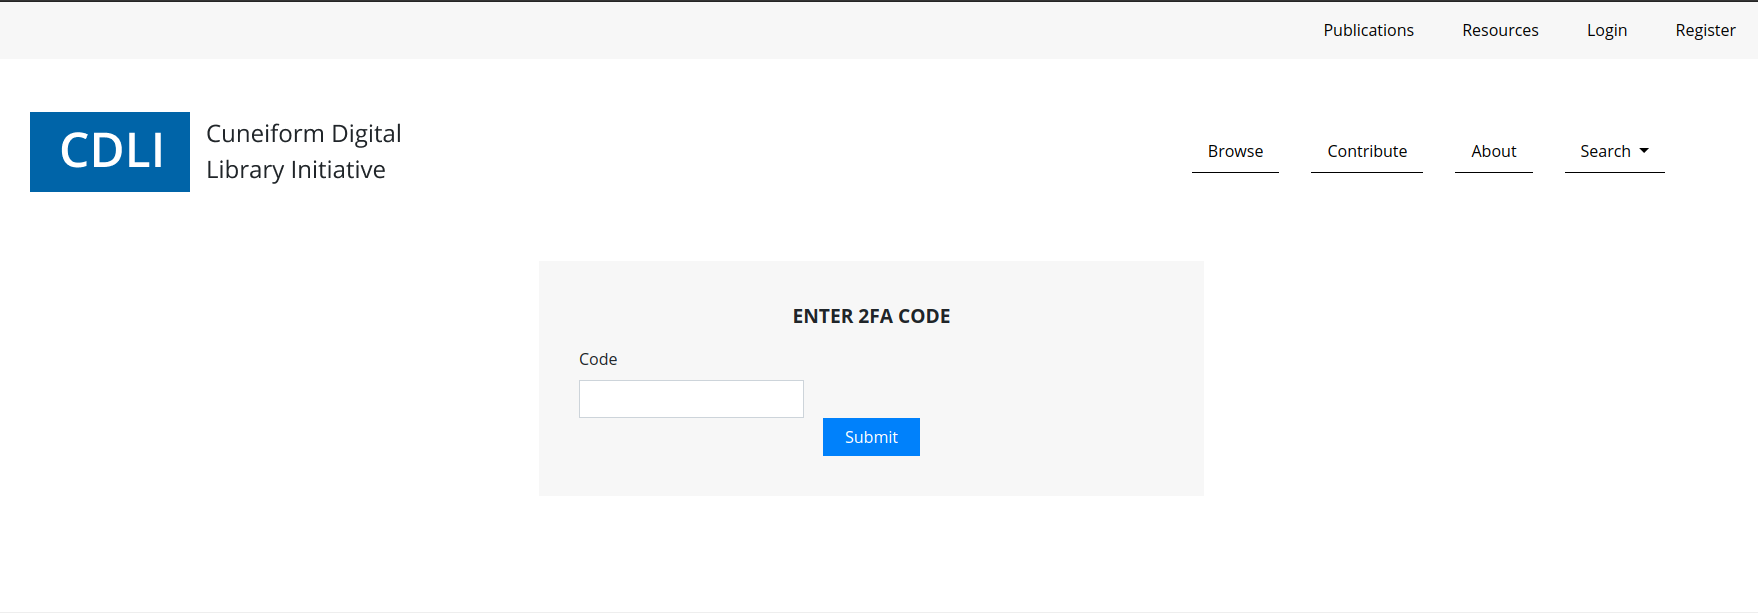 Publications Resources Login Register
CDLI
Cuneiform Digital
Library Initiative
Browse Contribute About Search
ENTER 2FA CODE
Code
Submit